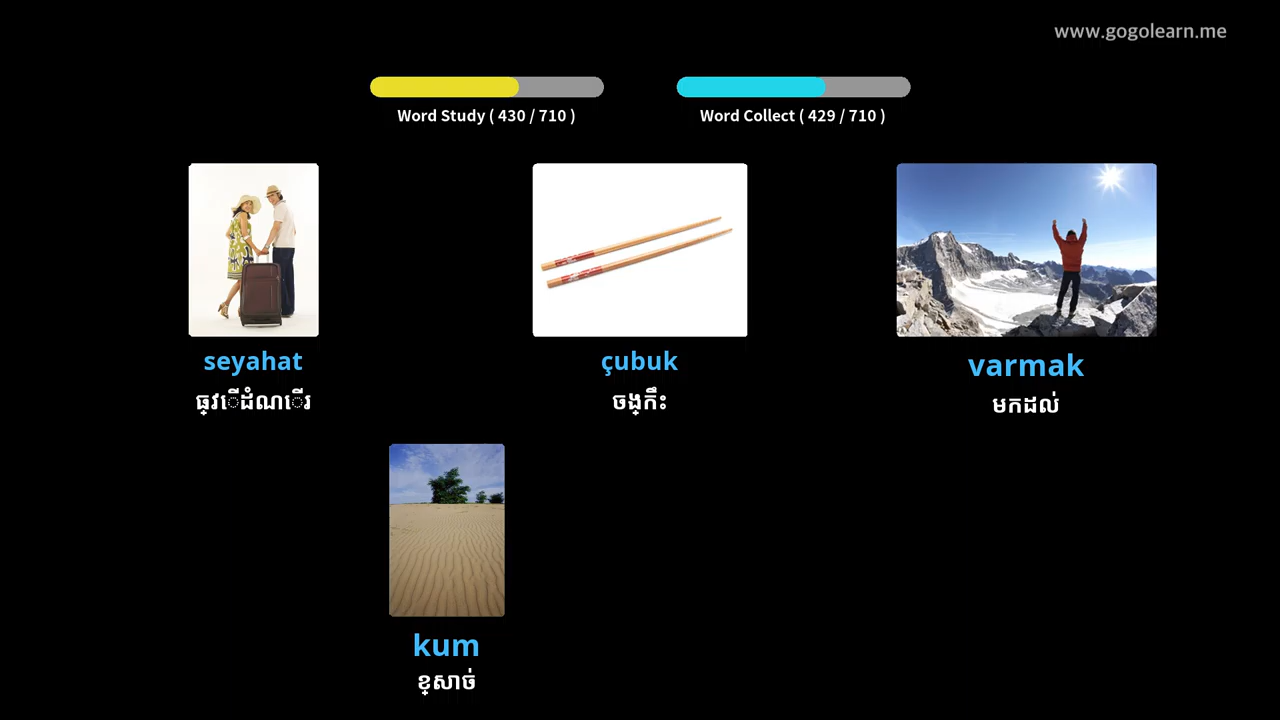 www.gogolearn.me
Word Study ( 430 / 710 )
Word Collect ( 429 / 710 )
seyahat
ធ្វើដំណើរ
çubuk
ចង្កឹះ
varmak
មកដល់
kum
ខ្សាច់